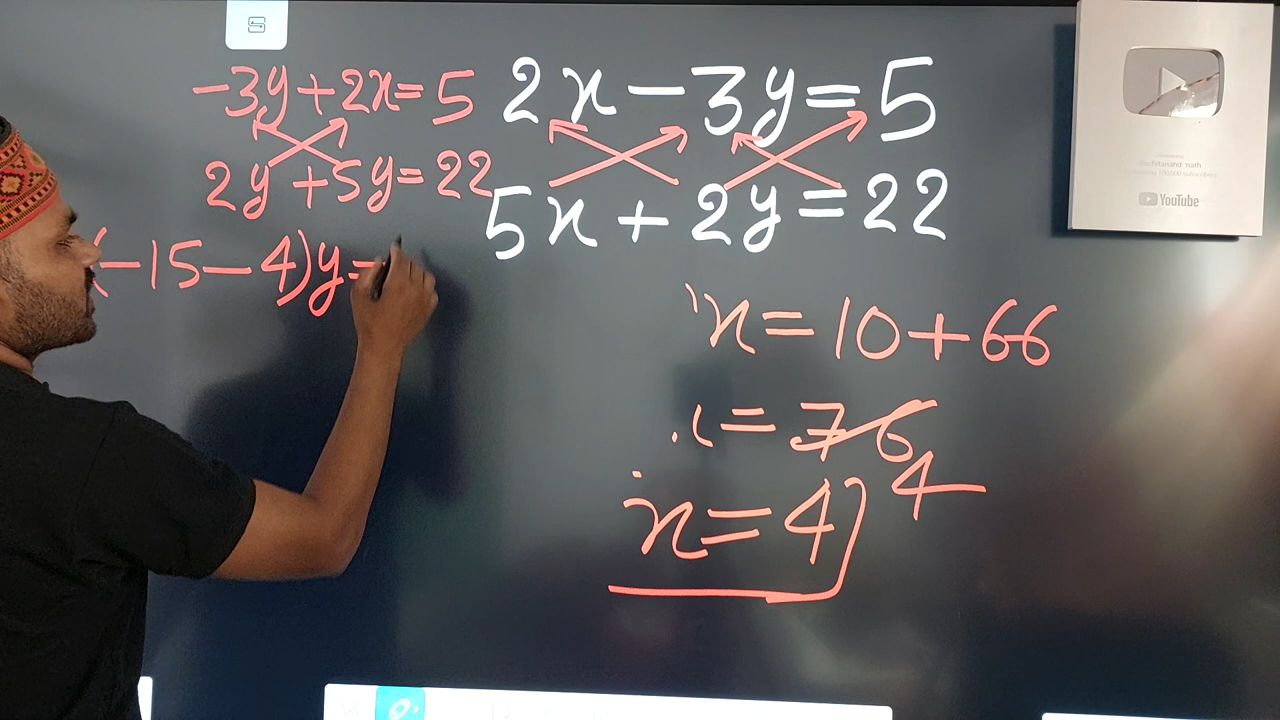 -3y+2x=5
2y+5y=22
(-15-4)y=
2x-3y=5
5x+2y=22
x=10+66
=76
4
x=4
YouTube